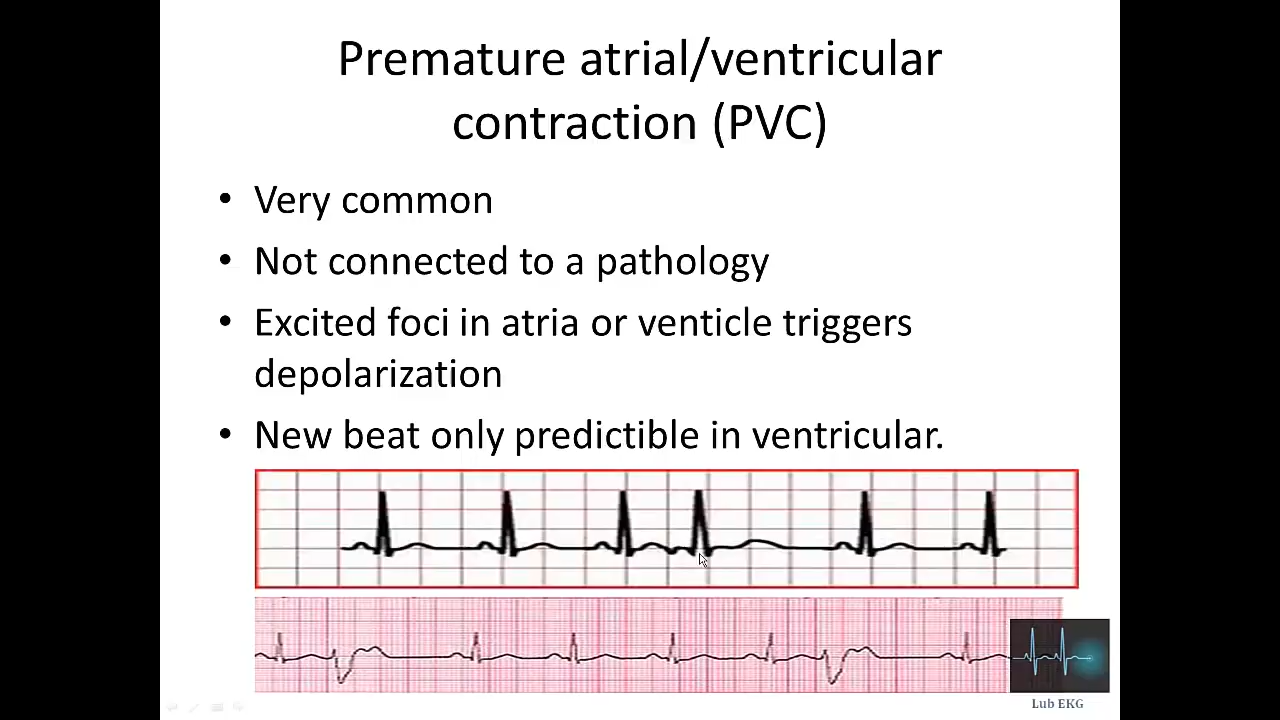 Premature atrial/ventricular
contraction (PVC)
• Very common
• Not connected to a pathology
• Excited foci in atria or venticle triggers
depolarization
• New beat only predictible in ventricular.
Lub EKG